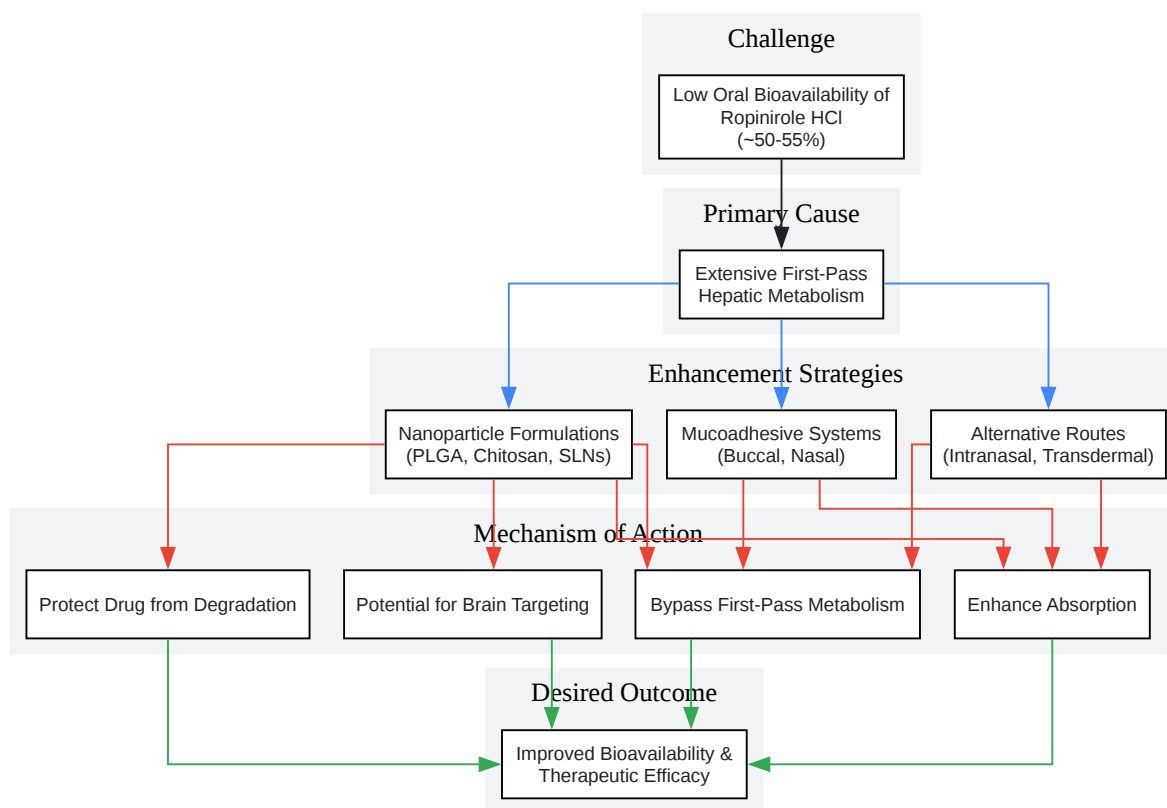 Challenge
Low Oral Bioavailability of
Ropinirole HCl
(~50-55%)
Primary Cause
Extensive First-Pass
Hepatic Metabolism
Enhancement Strategies
Nanoparticle Formulations
(PLGA, Chitosan, SLNs)
Mucoadhesive Systems
(Buccal, Nasal)
Alternative Routes
(Intranasal, Transdermal)
Mechanism of Action
Protect Drug from Degradation
Potential for Brain Targeting
Bypass First-Pass Metabolism
Enhance Absorption
Desired Outcome
Improved Bioavailability &
Therapeutic Efficacy